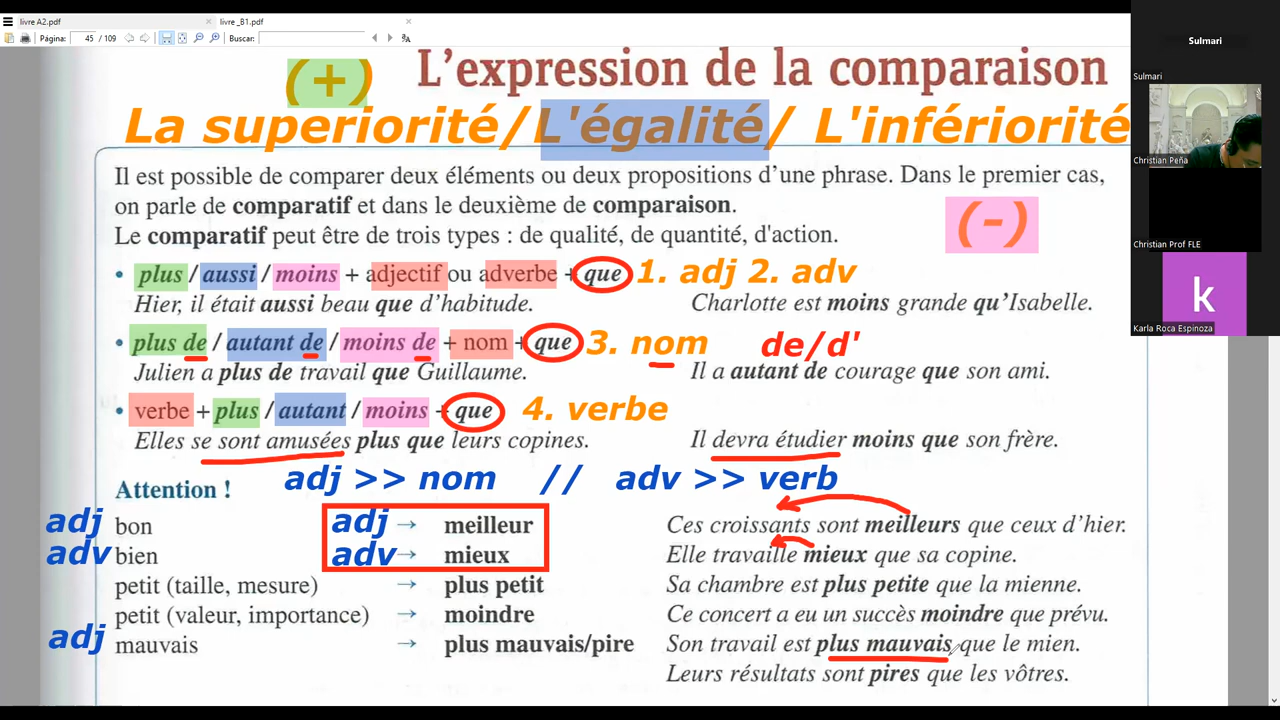 livre A2.pdf
livre _B1.pdf
Página: 45 / 109 Buscar:
L'expression de la comparaison
(+)
La superiorité/L'égalité/ L'infériorité
Il est possible de comparer deux éléments ou deux propositions d'une phrase. Dans le premier cas,
on parle de comparatif et dans le deuxième de comparaison.
(-)
Le comparatif peut être de trois types : de qualité, de quantité, d'action.
• plus / aussi / moins + adjectif ou adverbe + que 1. adj 2. adv
Hier, il était aussi beau que d'habitude. Charlotte est moins grande qu'Isabelle.
• plus de / autant de / moins de + nom + que 3. nom de/d'
Julien a plus de travail que Guillaume. Il a autant de courage que son ami.
• verbe + plus / autant / moins + que 4. verbe
Elles se sont amusées plus que leurs copines. Il devra étudier moins que son frère.
Attention ! adj >> nom // adv >> verb
adj bon adj → meilleur Ces croissants sont meilleurs que ceux d'hier.
adv bien adv → mieux Elle travaille mieux que sa copine.
petit (taille, mesure) → plus petit Sa chambre est plus petite que la mienne.
petit (valeur, importance) → moindre Ce concert a eu un succès moindre que prévu.
adj mauvais → plus mauvais/pire Son travail est plus mauvais que le mien.
Leurs résultats sont pires que les vôtres.
Sulmari
Sulmari
Christian Peña
Christian Prof FLE
k
Karla Roca Espinoza